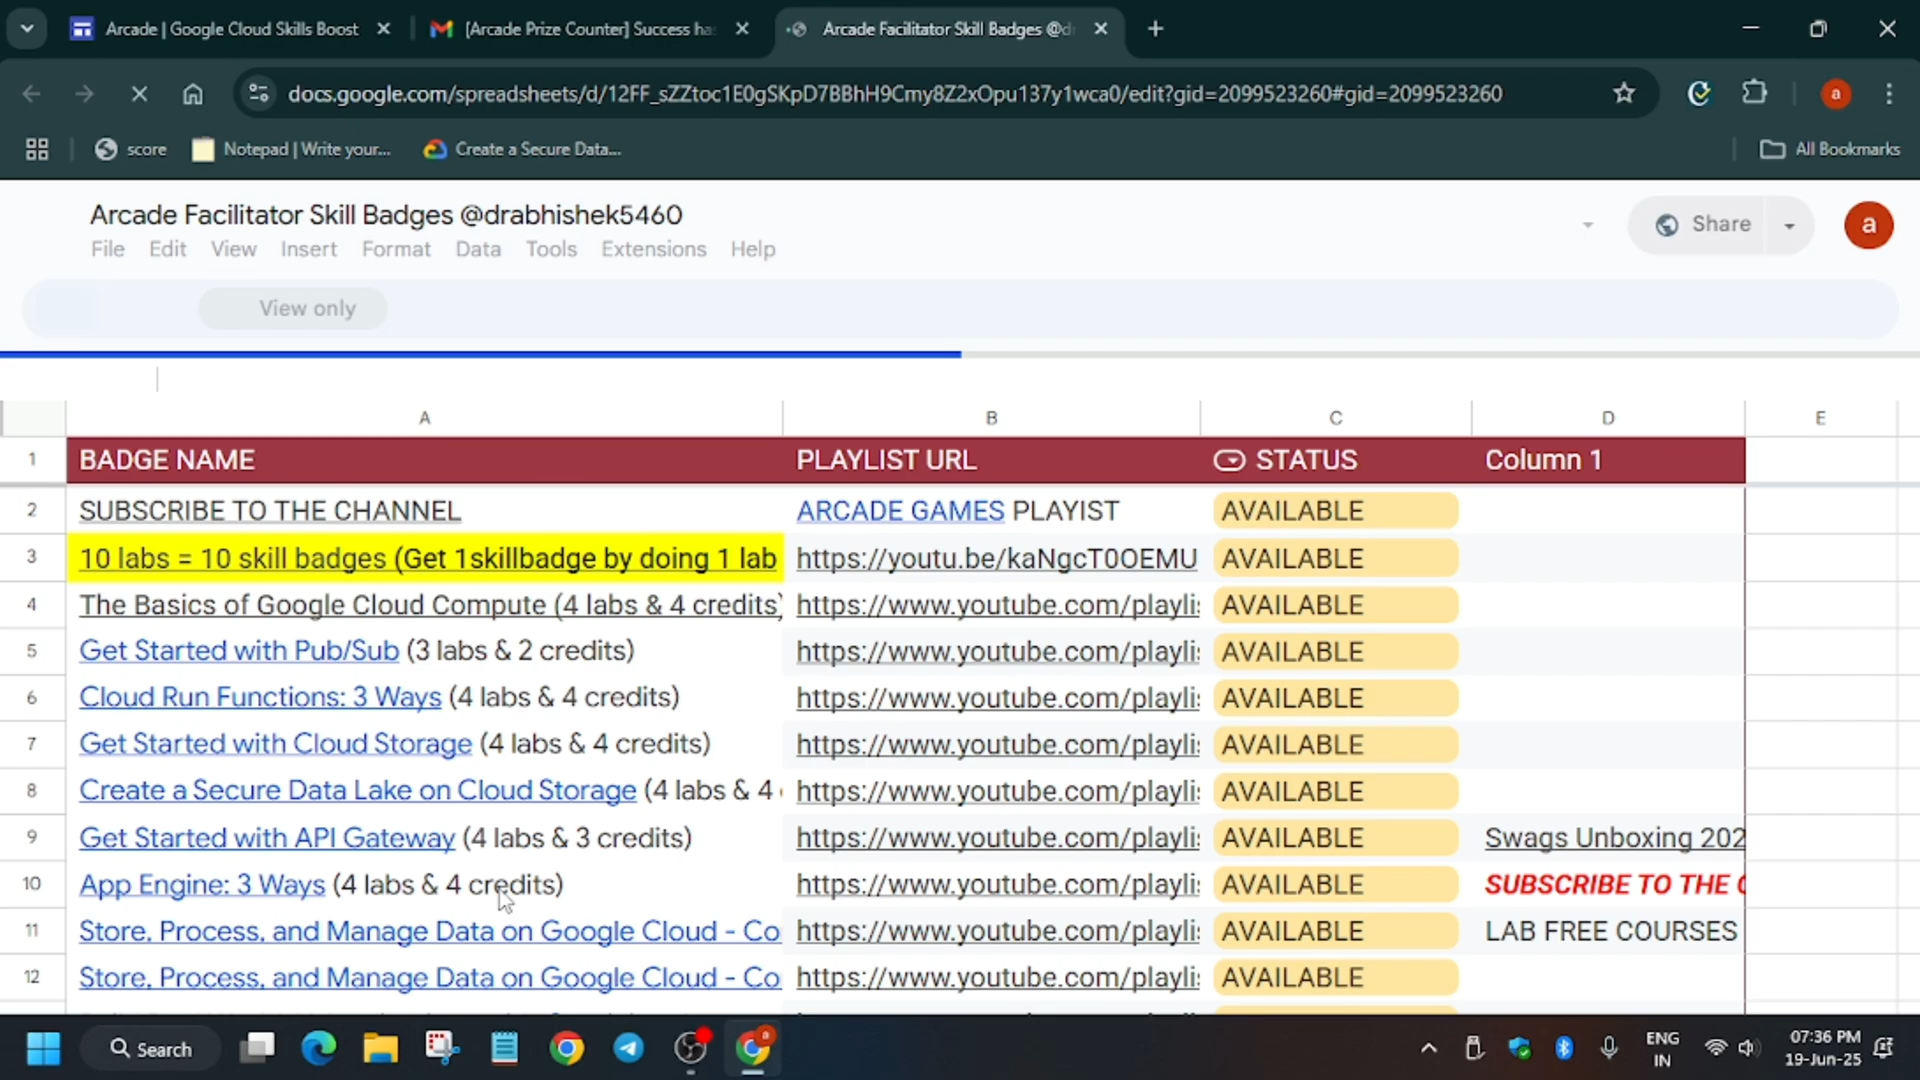 Arcade | Google Cloud Skills Boost
[Arcade Prize Counter] Success ha
Arcade Facilitator Skill Badges @d
docs.google.com/spreadsheets/d/12FF_sZZtoc1E0gSKpD7BBhH9Cmy8Z2xOpu137y1wca0/edit?gid=2099523260#gid=2099523260
a
score
Notepad | Write your...
Create a Secure Data...
All Bookmarks
Arcade Facilitator Skill Badges @drabhishek5460
File Edit View Insert Format Data Tools Extensions Help
Share
a
View only
A B C D E
1 BADGE NAME PLAYLIST URL STATUS Column 1
2 SUBSCRIBE TO THE CHANNEL ARCADE GAMES PLAYIST AVAILABLE
3 10 labs = 10 skill badges (Get 1skillbadge by doing 1 lab https://youtu.be/kaNgcT0OEMU AVAILABLE
4 The Basics of Google Cloud Compute (4 labs & 4 credits) https://www.youtube.com/playli AVAILABLE
5 Get Started with Pub/Sub (3 labs & 2 credits) https://www.youtube.com/playli AVAILABLE
6 Cloud Run Functions: 3 Ways (4 labs & 4 credits) https://www.youtube.com/playli AVAILABLE
7 Get Started with Cloud Storage (4 labs & 4 credits) https://www.youtube.com/playli AVAILABLE
8 Create a Secure Data Lake on Cloud Storage (4 labs & 4 https://www.youtube.com/playli AVAILABLE
9 Get Started with API Gateway (4 labs & 3 credits) https://www.youtube.com/playli AVAILABLE Swags Unboxing 202
10 App Engine: 3 Ways (4 labs & 4 credits) https://www.youtube.com/playli AVAILABLE SUBSCRIBE TO THE C
11 Store, Process, and Manage Data on Google Cloud - Co https://www.youtube.com/playli AVAILABLE LAB FREE COURSES
12 Store, Process, and Manage Data on Google Cloud - Co https://www.youtube.com/playli AVAILABLE
Search
ENG
IN
07:36 PM
19-Jun-25